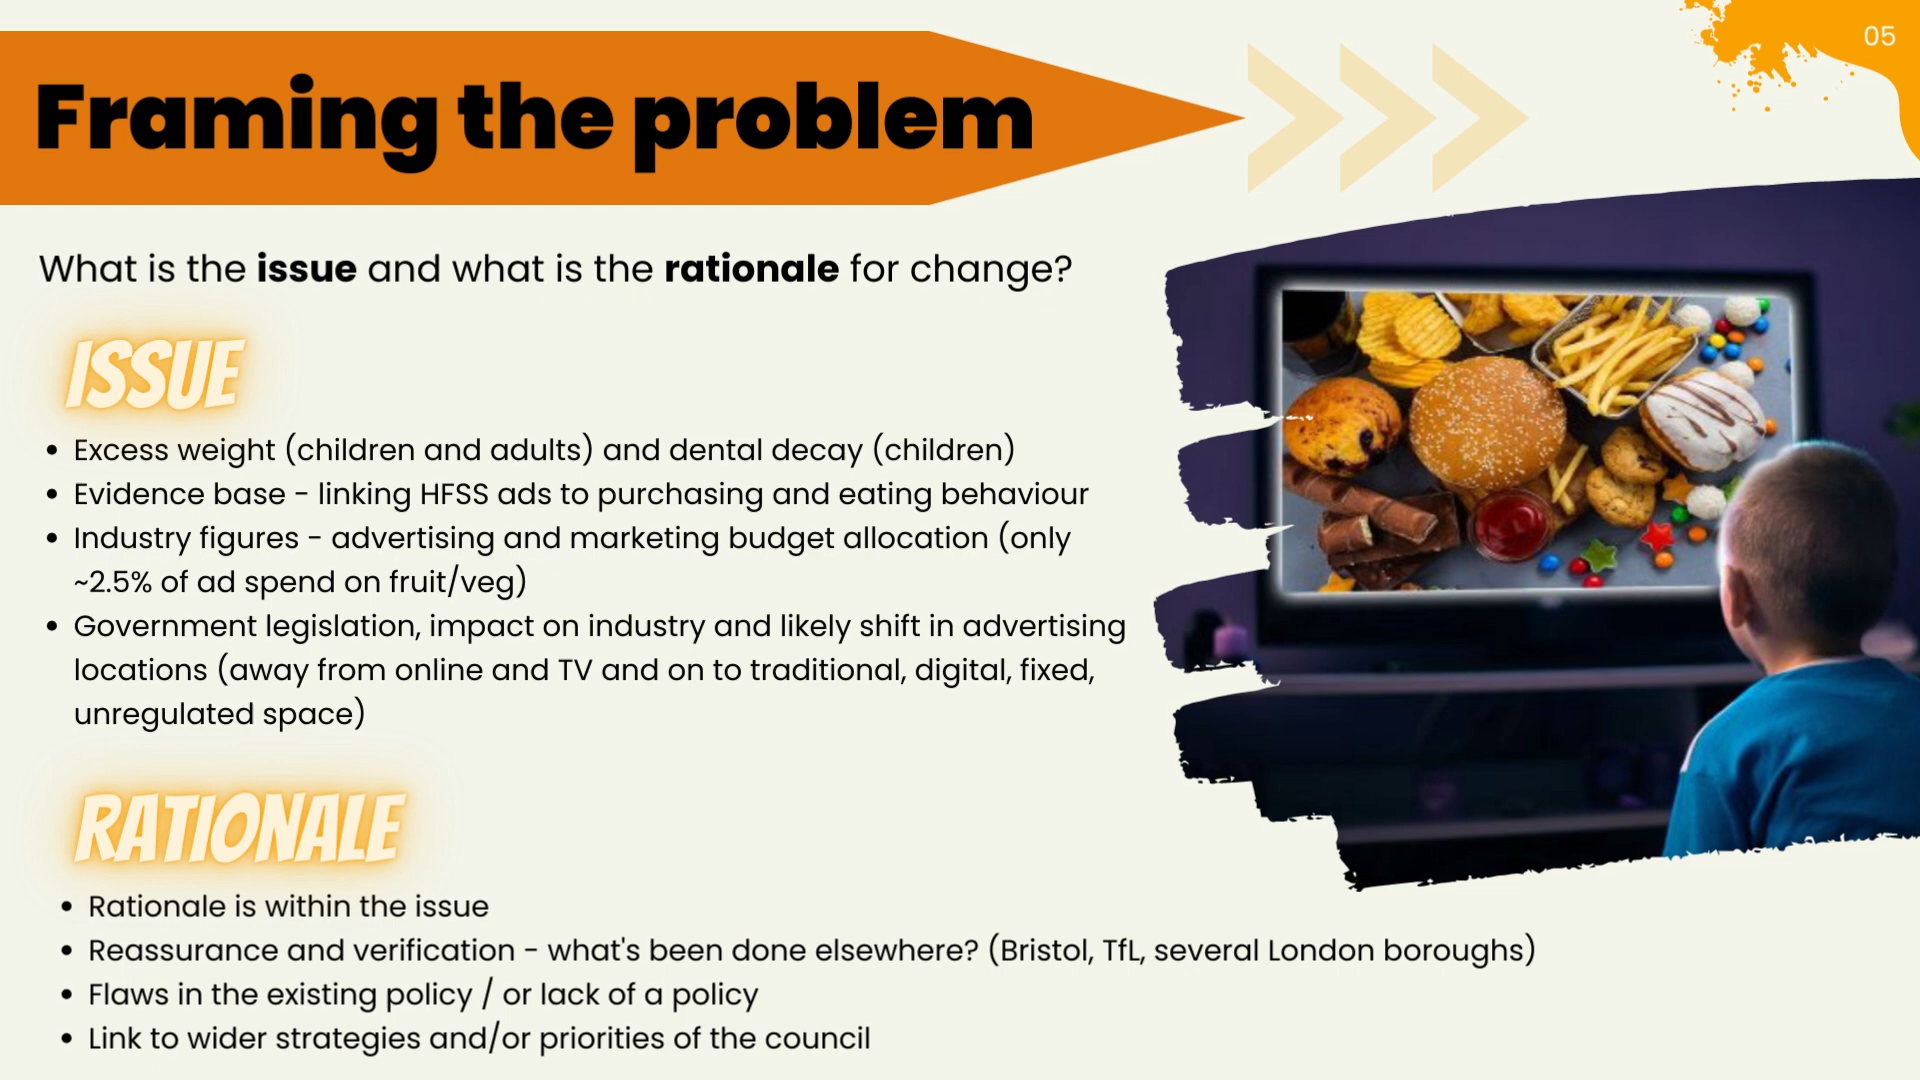 05
Framing the problem
What is the issue and what is the rationale for change?
ISSUE
• Excess weight (children and adults) and dental decay (children)
• Evidence base - linking HFSS ads to purchasing and eating behaviour
• Industry figures - advertising and marketing budget allocation (only
~2.5% of ad spend on fruit/veg)
• Government legislation, impact on industry and likely shift in advertising
locations (away from online and TV and on to traditional, digital, fixed,
unregulated space)
RATIONALE
• Rationale is within the issue
• Reassurance and verification - what's been done elsewhere? (Bristol, TfL, several London boroughs)
• Flaws in the existing policy / or lack of a policy
• Link to wider strategies and/or priorities of the council